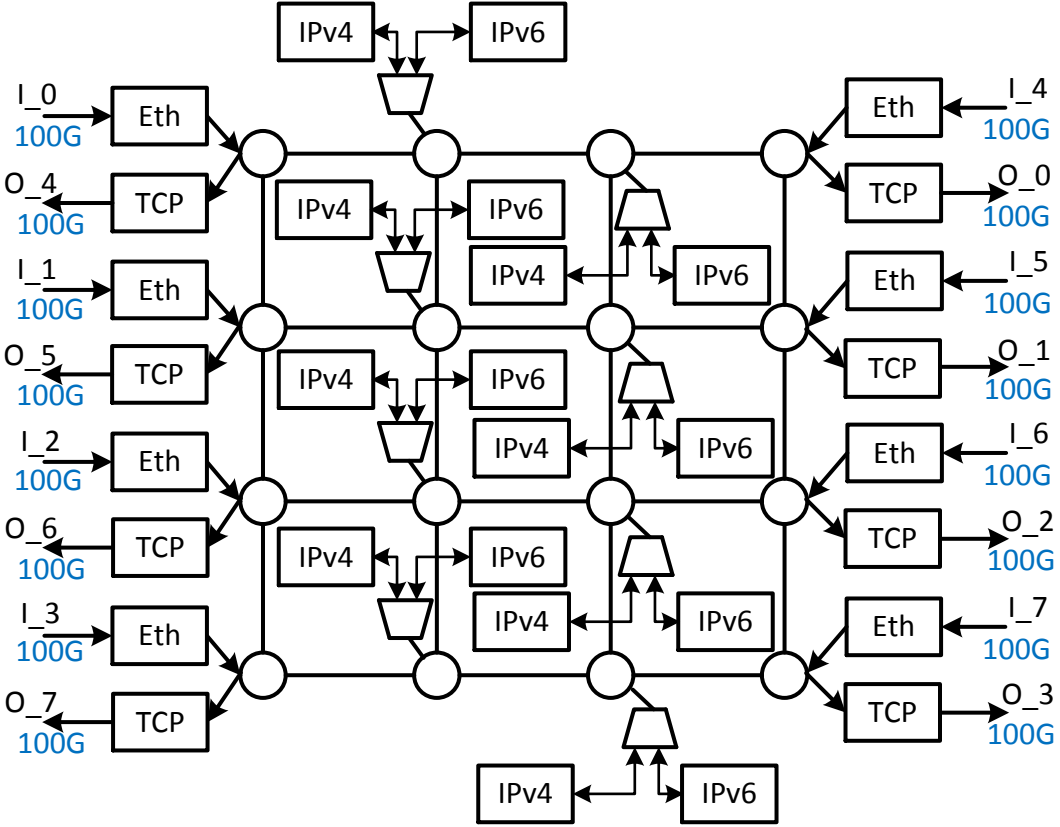 IPv4 IPv6
I_0 Eth Eth I_4
100G 100G
O_4 TCP IPv4 IPv6 TCP O_0
100G 100G
IPv4 IPv6
I_1 Eth Eth I_5
100G 100G
O_5 TCP IPv4 IPv6 TCP O_1
100G 100G
IPv4 IPv6
I_2 Eth Eth I_6
100G 100G
O_6 TCP IPv4 IPv6 TCP O_2
100G 100G
IPv4 IPv6
I_3 Eth Eth I_7
100G 100G
O_7 TCP TCP O_3
100G 100G
IPv4 IPv6